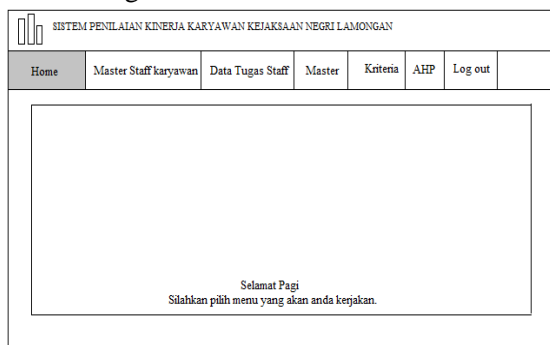 SISTEM PENILAIAN KINERJA KARYAWAN KEJAKSAAN NEGRI LAMONGAN
Home Master Staff karyawan Data Tugas Staff Master Kriteria AHP Log out
Selamat Pagi
Silahkan pilih menu yang akan anda kerjakan.